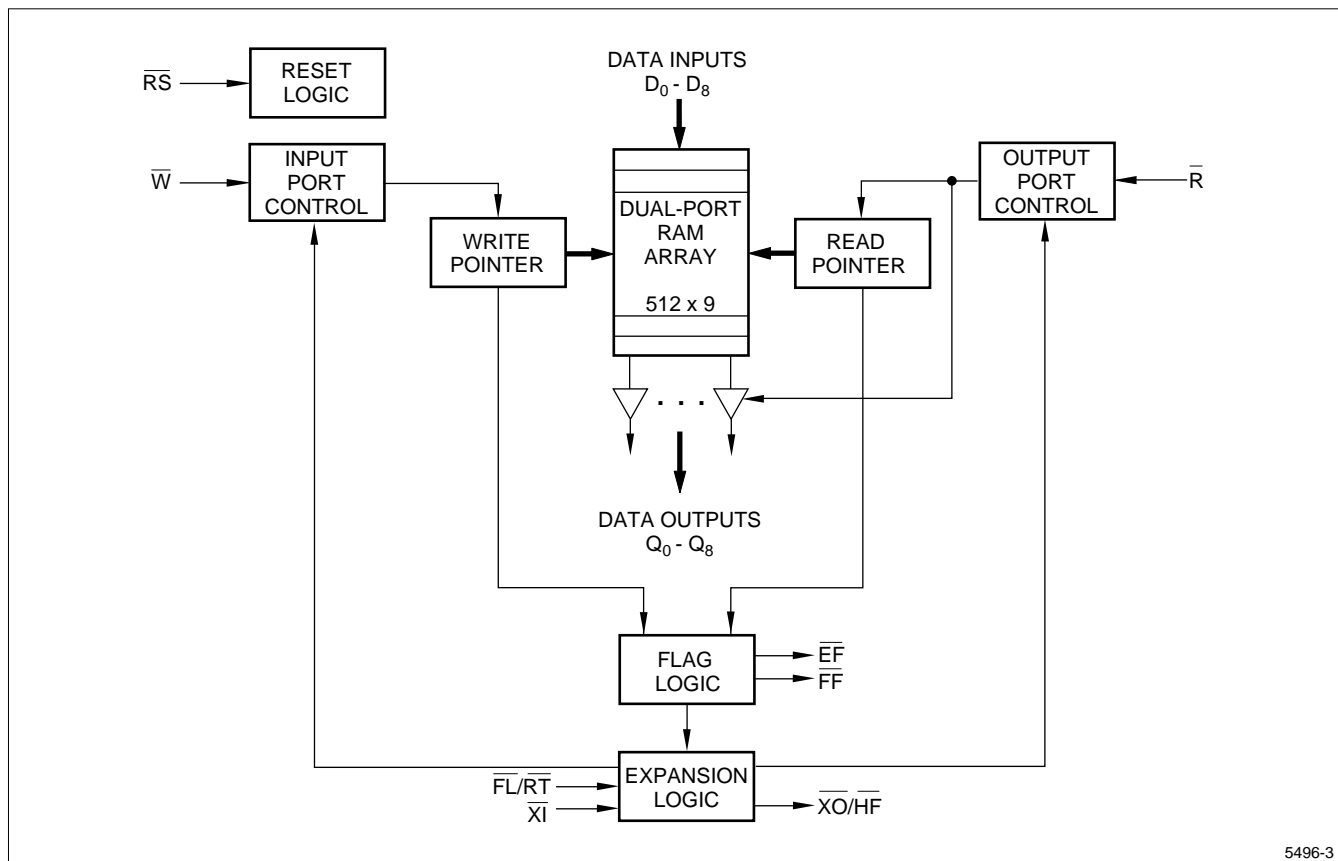 RS
RESET
LOGIC
DATA INPUTS
D0 - D8
W
INPUT
PORT
CONTROL
OUTPUT
PORT
CONTROL
R
WRITE
POINTER
DUAL-PORT
RAM
ARRAY
512 x 9
READ
POINTER
. . .
DATA OUTPUTS
Q0 - Q8
FLAG
LOGIC
EF
FF
EXPANSION
LOGIC
FL/RT
XI
XO/HF
5496-3